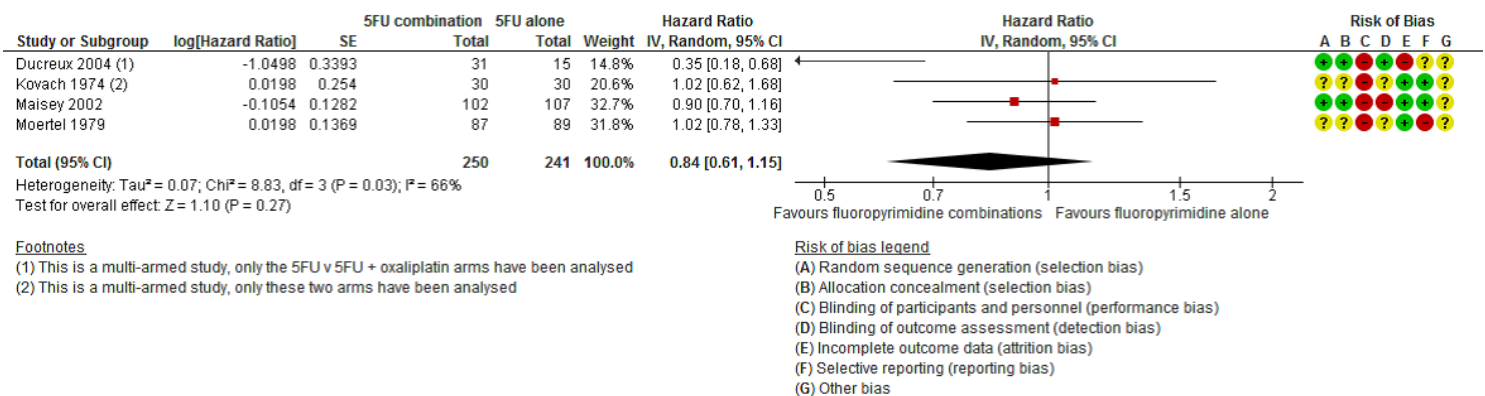 5FU combination 5FU alone Hazard Ratio Hazard Ratio Risk of Bias
Study or Subgroup log[Hazard Ratio] SE Total Total Weight IV, Random, 95% CI IV, Random, 95% CI A B C D E F G
Ducreux 2004 (1) -1.0498 0.3393 31 15 14.8% 0.35 [0.18, 0.68] + + - + - ? ?
Kovach 1974 (2) 0.0198 0.254 30 30 20.6% 1.02 [0.62, 1.68] ? ? - ? + + ?
Maisey 2002 -0.1054 0.1282 102 107 32.7% 0.90 [0.70, 1.16] + + - - + + ?
Moertel 1979 0.0198 0.1369 87 89 31.8% 1.02 [0.78, 1.33] ? ? - ? + - ?
Total (95% CI) 250 241 100.0% 0.84 [0.61, 1.15]
Heterogeneity: Tau² = 0.07; Chi² = 8.83, df = 3 (P = 0.03); I² = 66%
Test for overall effect: Z = 1.10 (P = 0.27)
0.5 0.7 1 1.5 2
Favours fluoropyrimidine combinations Favours fluoropyrimidine alone
Footnotes
(1) This is a multi-armed study, only the 5FU v 5FU + oxaliplatin arms have been analysed
(2) This is a multi-armed study, only these two arms have been analysed
Risk of bias legend
(A) Random sequence generation (selection bias)
(B) Allocation concealment (selection bias)
(C) Blinding of participants and personnel (performance bias)
(D) Blinding of outcome assessment (detection bias)
(E) Incomplete outcome data (attrition bias)
(F) Selective reporting (reporting bias)
(G) Other bias